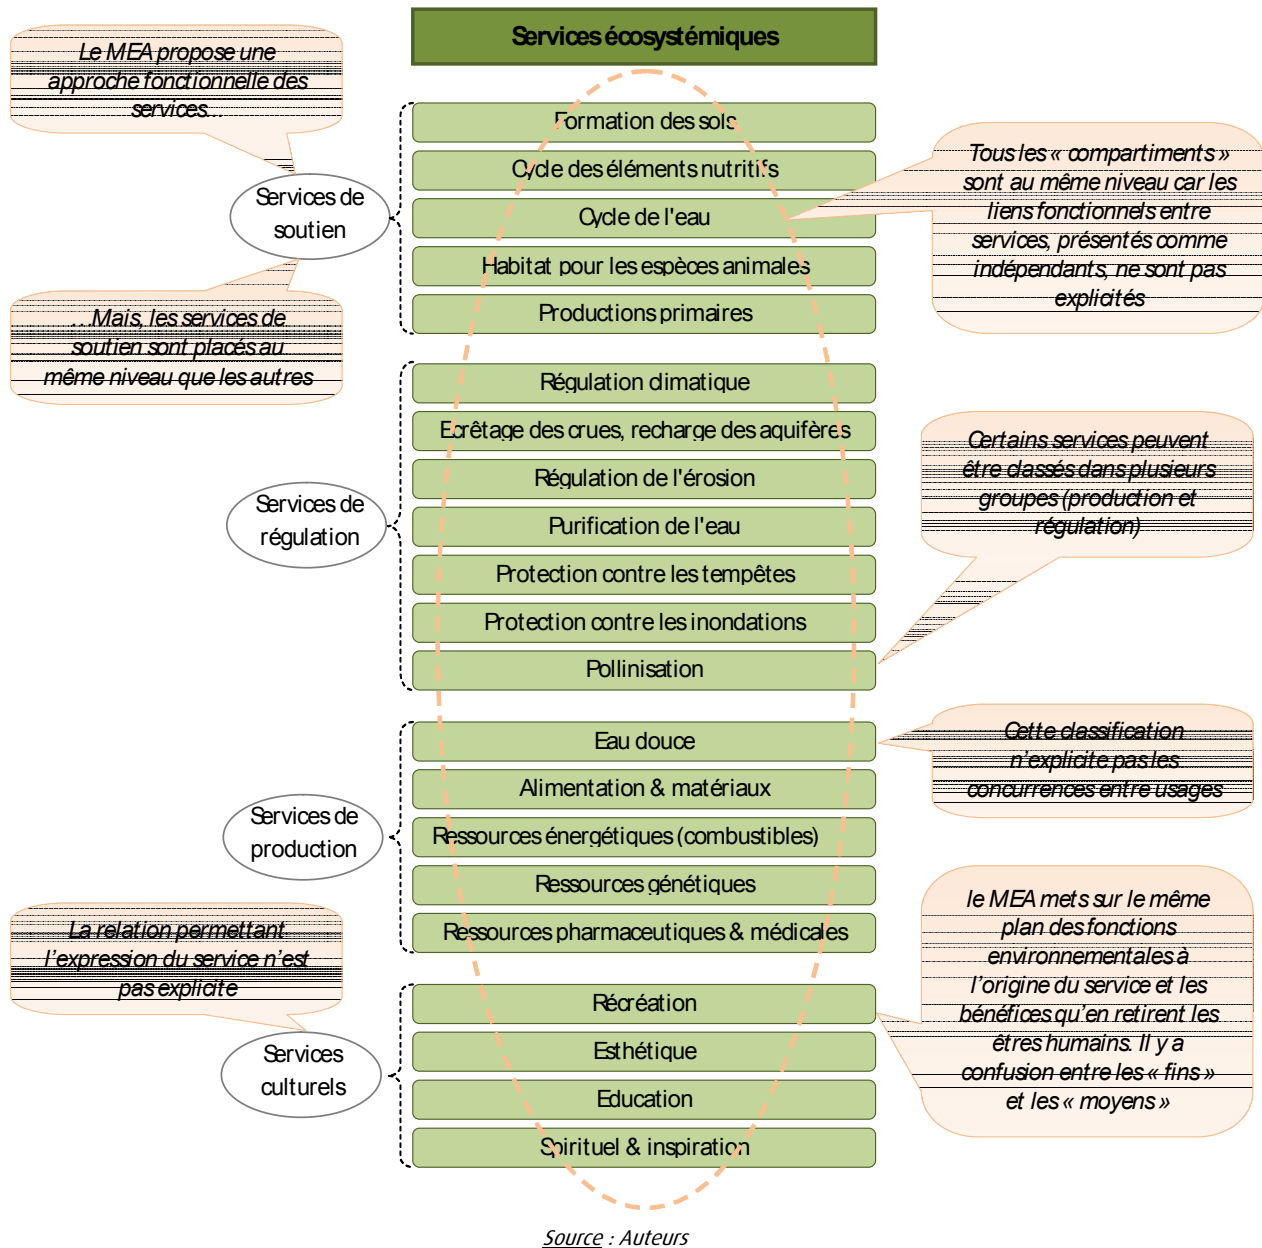 Services écosystémiques
Le MEA propose une
approche fonctionnelle des
services...
Services de
soutien
...Mais, les services de
soutien sont placés au
même niveau que les autres
Formation des sols
Cycle des éléments nutritifs
Cycle de l'eau
Habitat pour les espèces animales
Productions primaires
Tous les « compartiments »
sont au même niveau car les
liens fonctionnels entre
services, présentés comme
indépendants, ne sont pas
explicités
Services de
régulation
Régulation climatique
Ecrêtage des crues, recharge des aquifères
Régulation de l'érosion
Purification de l'eau
Protection contre les tempêtes
Protection contre les inondations
Pollinisation
Certains services peuvent
être classés dans plusieurs
groupes (production et
régulation)
Services de
production
Eau douce
Alimentation & matériaux
Ressources énergétiques (combustibles)
Ressources génétiques
Ressources pharmaceutiques & médicales
Cette classification
n'explicite pas les
concurrences entre usages
La relation permettant
l'expression du service n'est
pas explicite
Services
culturels
Récréation
Esthétique
Education
Spirituel & inspiration
le MEA mets sur le même
plan des fonctions
environnementales à
l'origine du service et les
bénéfices qu'en retirent les
êtres humains. Il y a
confusion entre les « fins »
et les « moyens »
Source : Auteurs